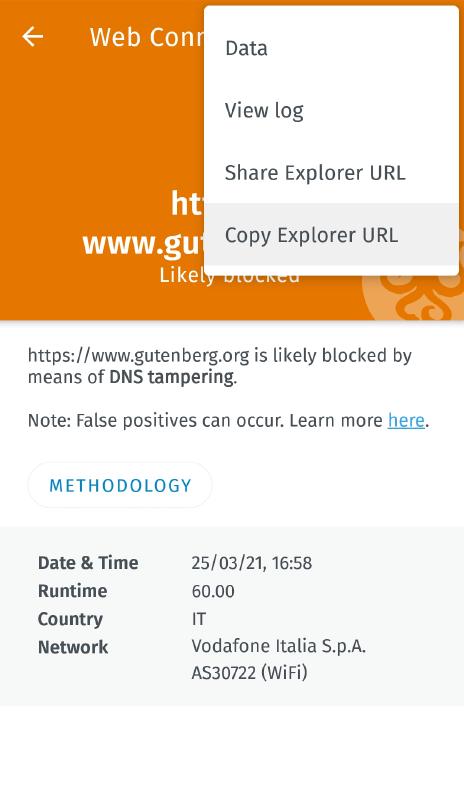 Web Conn
Data
View log
Share Explorer URL
Copy Explorer URL
www.gut
Likely blocked
https://www.gutenberg.org is likely blocked by
means of DNS tampering.
Note: False positives can occur. Learn more here.
METHODOLOGY
Date & Time 25/03/21, 16:58
Runtime 60.00
Country IT
Network Vodafone Italia S.p.A.
AS30722 (WiFi)